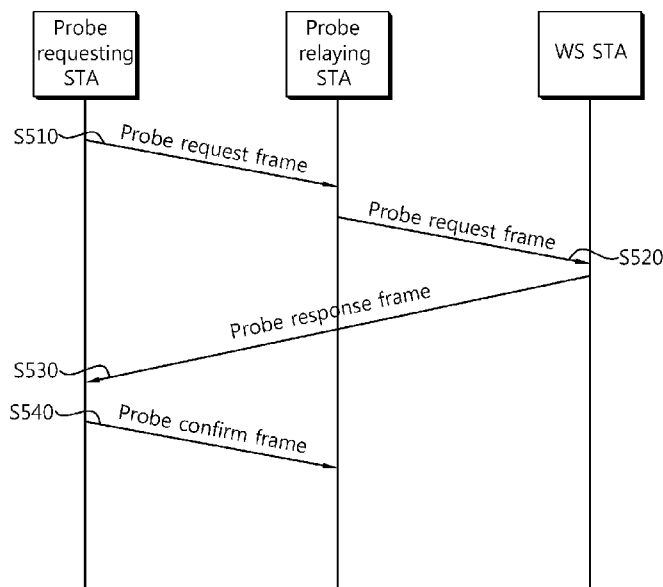 Probe
requesting
STA
Probe
relaying
STA
WS STA
S510
Probe request frame
Probe request frame
S520
Probe response frame
S530
S540
Probe confirm frame